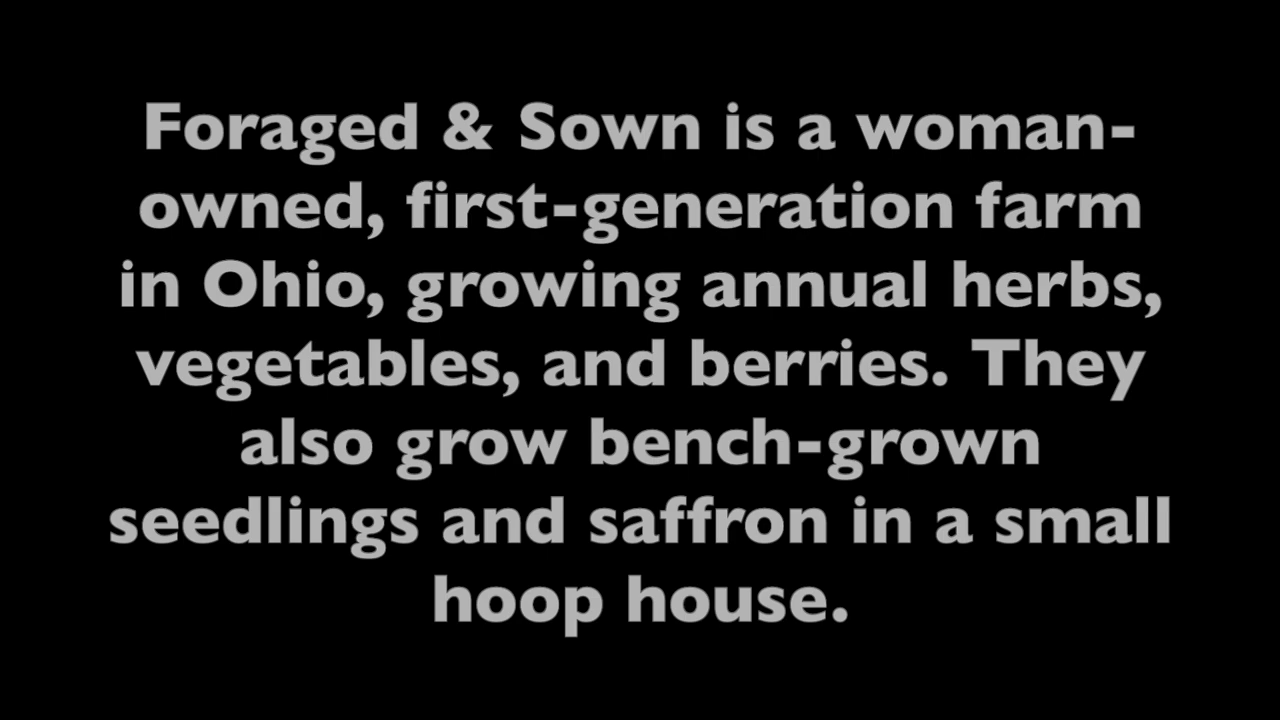 Foraged & Sown is a woman-
owned, first-generation farm
in Ohio, growing annual herbs,
vegetables, and berries. They
also grow bench-grown
seedlings and saffron in a small
hoop house.